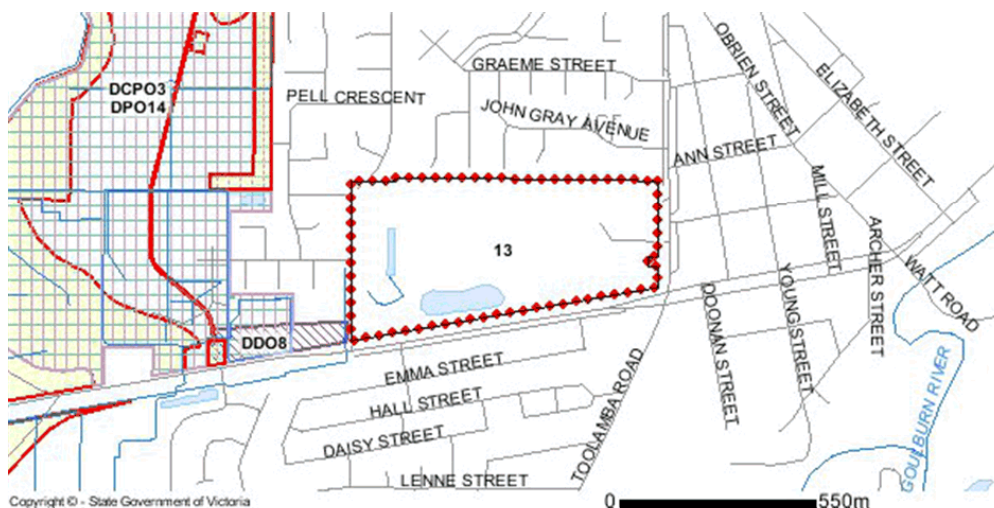 OBRIEN STREET
ELIZABETH STREET
GRAEME STREET
DCPO3
DPO14
PELL CRESCENT
JOHN GRAY AVENUE
ANN STREET
MILL STREET
ARCHER STREET
13
WATT ROAD
DOONAN STREET
YOUNG STREET
DDO8
EMMA STREET
HALL STREET
DAISY STREET
TOOLAMBA ROAD
GOULBURN RIVER
LENNE STREET
Copyright © - State Government of Victoria
0 550m